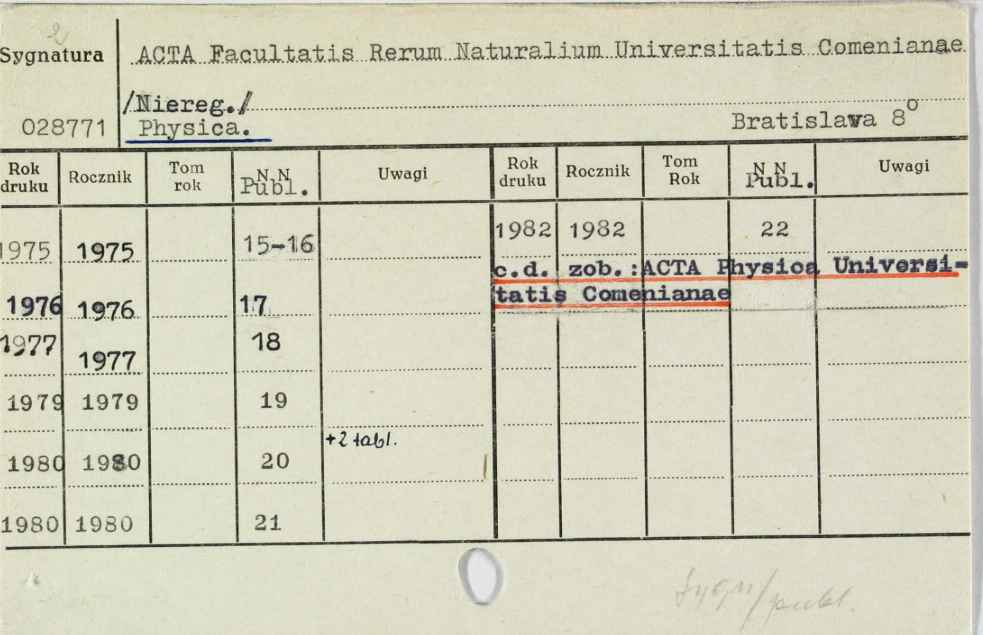 2
Sygnatura ACTA Facultatis Rerum Naturalium Universitatis Comenianae
/Niereg./
028771 Physica. Bratislava 8°
Rok druku Rocznik Tom rok N.N Publ. Uwagi Rok druku Rocznik Tom Rok N N Publ. Uwagi
1975 1975 15-16 1982 1982 22
c.d. zob.:ACTA Physica Universi-
tatis Comenianae
1976 1976 17
1977 1977 18
1979 1979 19
+2 tabl.
1980 1980 20
1980 1980 21
Sygn/publ.